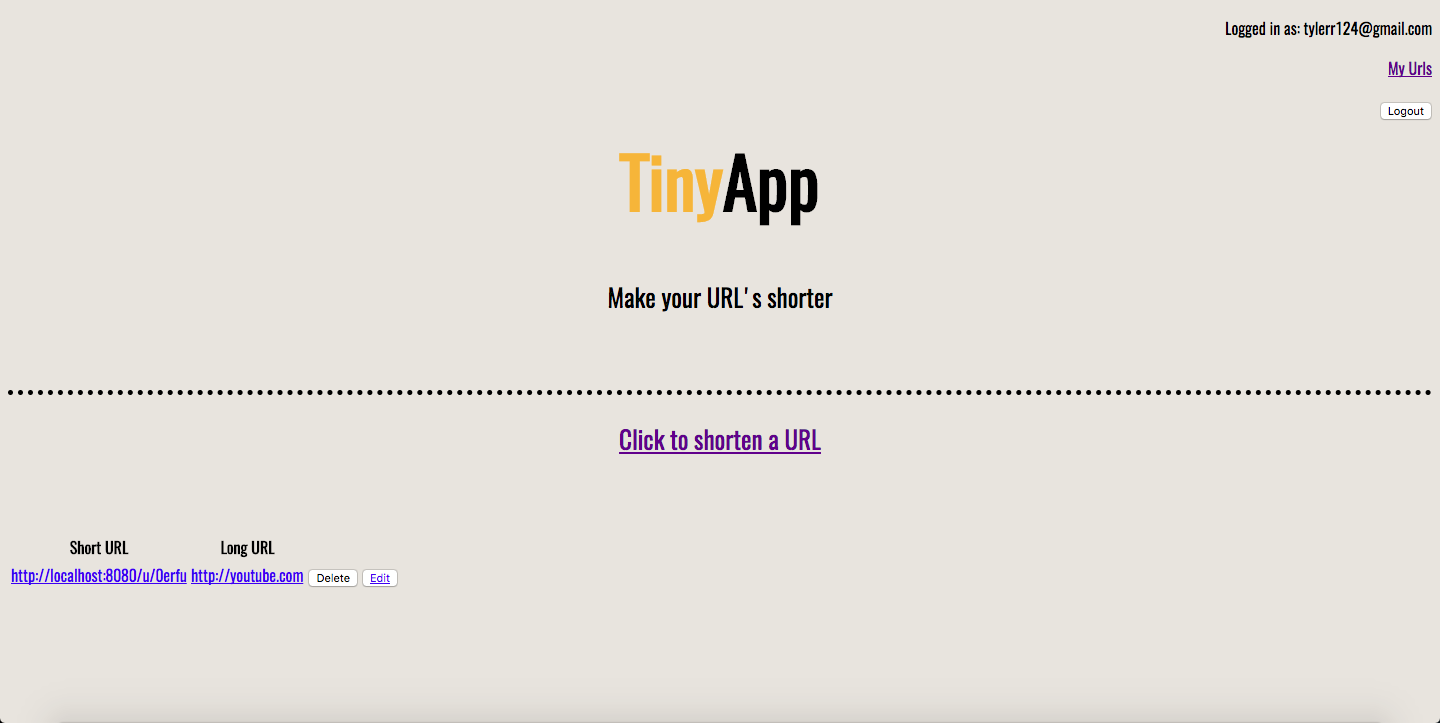 Logged in as: tylerr124@gmail.com
My Urls
Logout
TinyApp
Make your URL's shorter
Click to shorten a URL
Short URL Long URL
http://localhost:8080/u/0erfu http://youtube.com Delete Edit